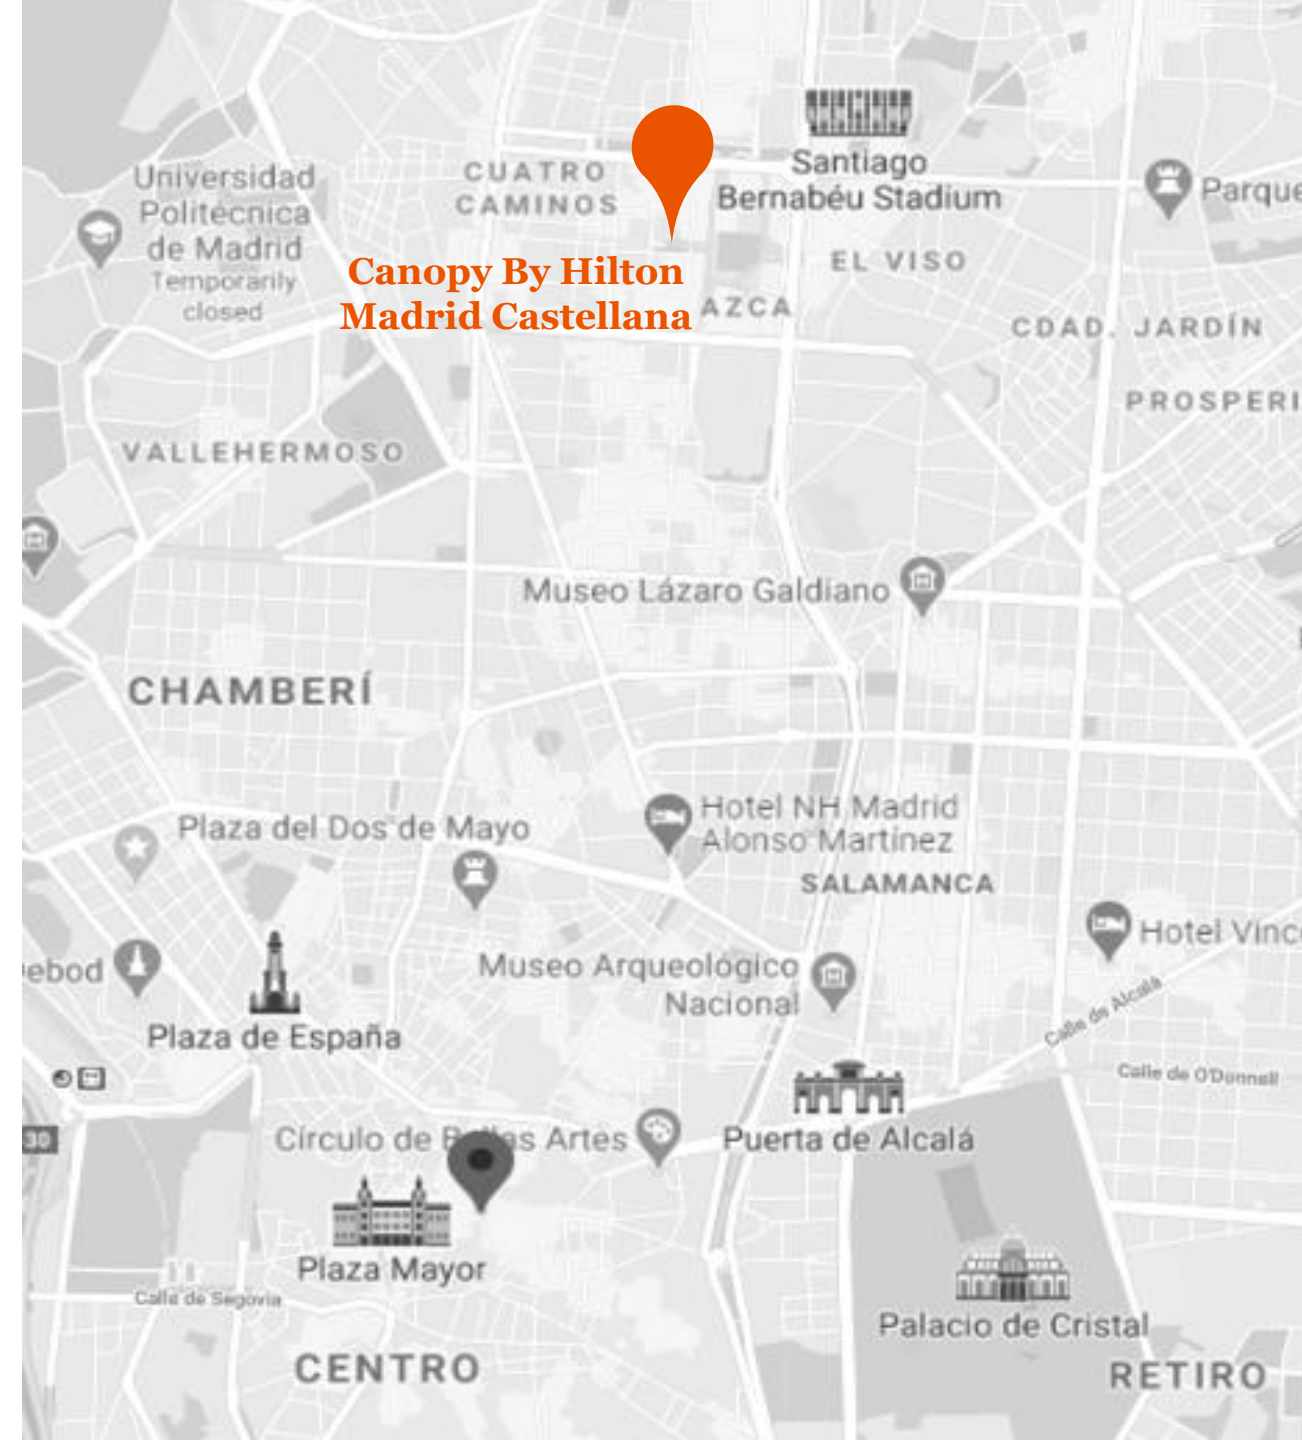 Santiago
Bernabéu Stadium
Universidad
Politécnica
de Madrid
Temporarily
closed
CUATRO
CAMINOS
Parque
EL VISO
Canopy By Hilton
Madrid Castellana
AZCA
CDAD. JARDÍN
PROSPERI
VALLEHERMOSO
Museo Lázaro Galdiano
CHAMBERÍ
Hotel NH Madrid
Alonso Martínez
Plaza del Dos de Mayo
SALAMANCA
Hotel Vinc
ebod
Museo Arqueológico
Nacional
Plaza de España
Calle de Alcalá
Calle de O'Donnell
Círculo de Bellas Artes
Puerta de Alcalá
30
Plaza Mayor
Calle de Segovia
Palacio de Cristal
CENTRO
RETIRO